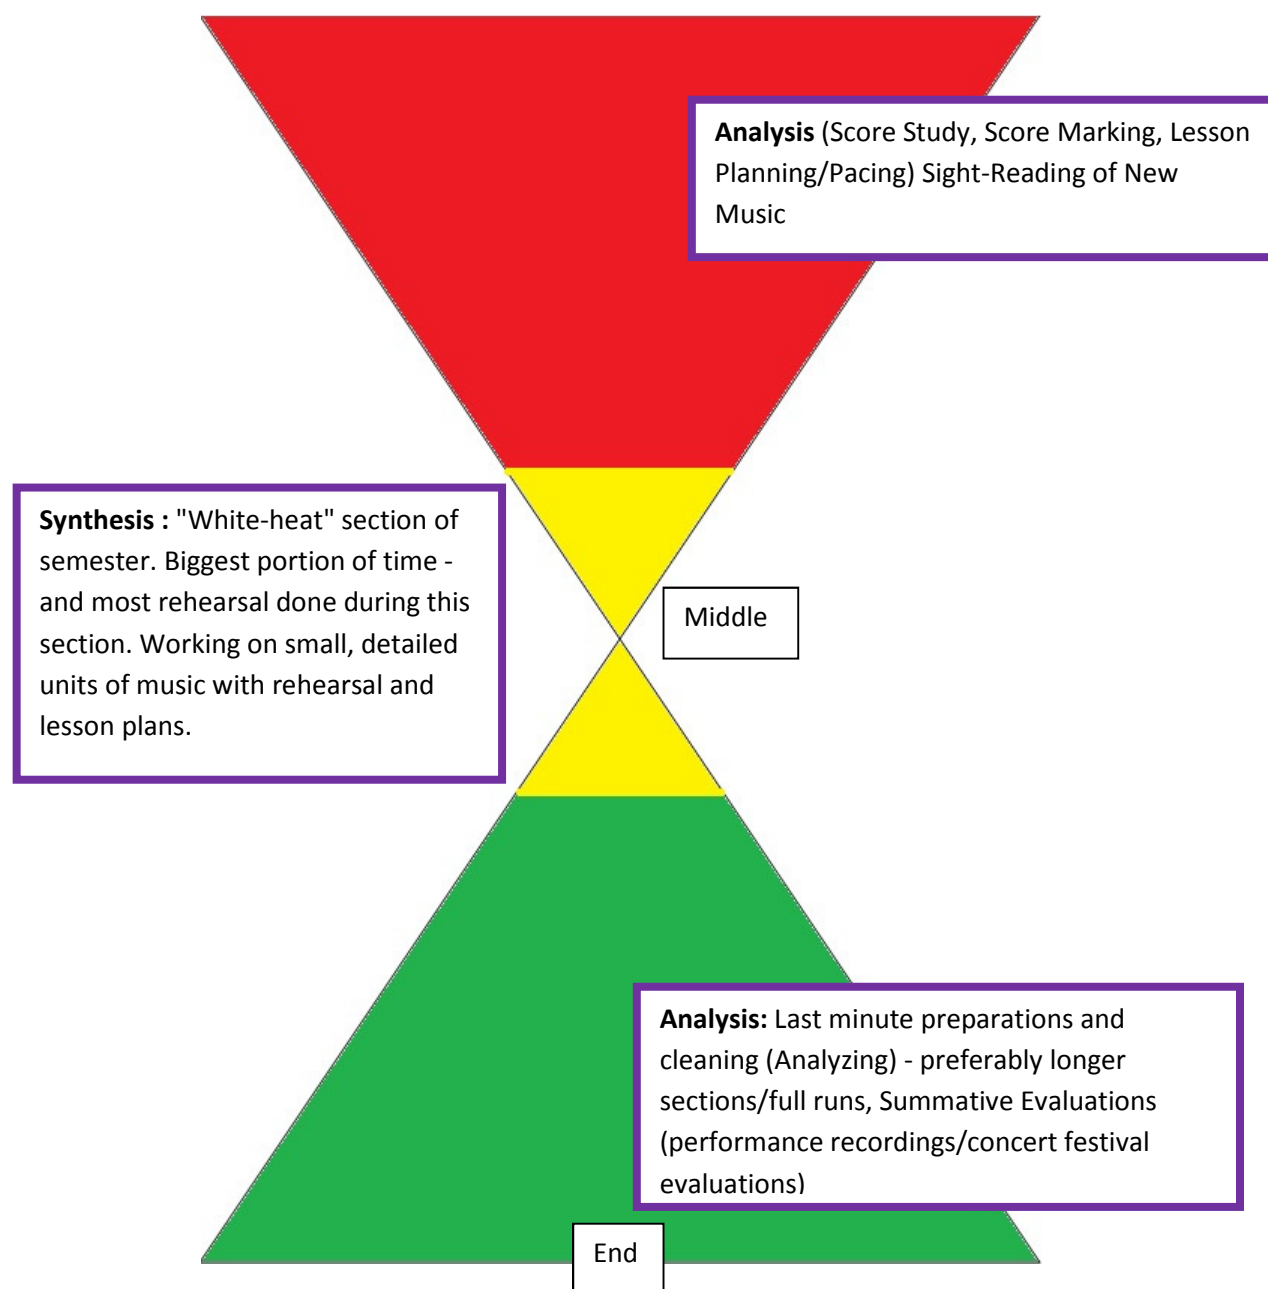 Analysis (Score Study, Score Marking, Lesson
Planning/Pacing) Sight-Reading of New
Music
Synthesis : "White-heat" section of
semester. Biggest portion of time -
and most rehearsal done during this
section. Working on small, detailed
units of music with rehearsal and
lesson plans.
Middle
Analysis: Last minute preparations and
cleaning (Analyzing) - preferably longer
sections/full runs, Summative Evaluations
(performance recordings/concert festival
evaluations)
End